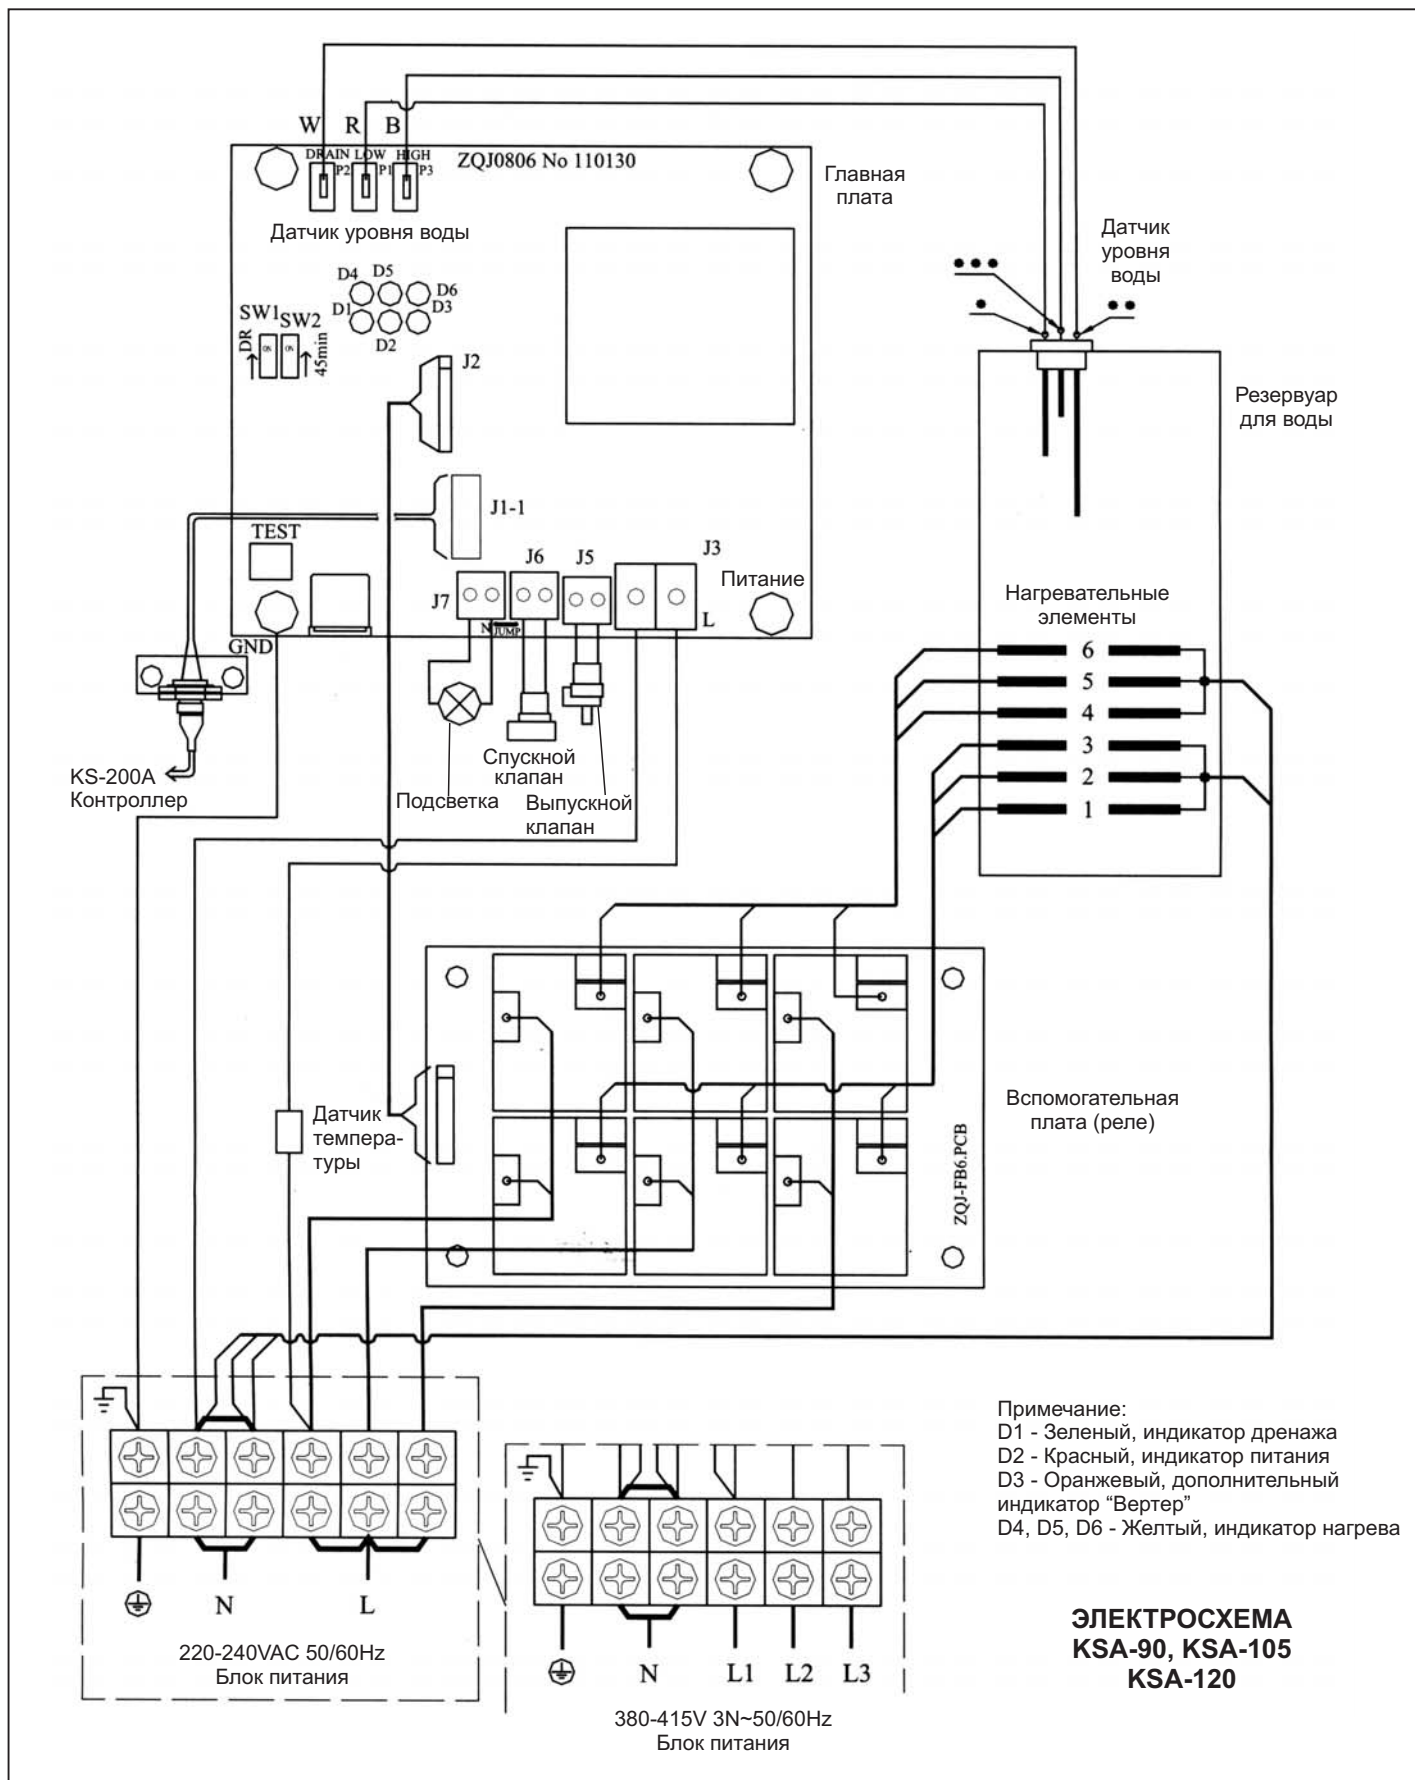 W R B
DRAIN LOW HIGH
P2 P1 P3
ZQJ0806 No 110130
Главная
плата
Датчик уровня воды
Датчик
уровня
воды
D4 D5 D6
D1 D2 D3
SW1 SW2
DR
ON ON
45min
J2
Резервуар
для воды
J1-1
TEST
J6 J5 J3
J7
Питание
N JUMP
L
GND
Нагревательные
элементы
6
5
4
3
2
1
KS-200A
Контроллер
Подсветка
Спускной
клапан
Выпускной
клапан
Датчик
темпера-
туры
Вспомогательная
плата (реле)
ZQJ-FB6.PCB
N L
220-240VAC 50/60Hz
Блок питания
N L1 L2 L3
380-415V 3N~50/60Hz
Блок питания
Примечание:
D1 - Зеленый, индикатор дренажа
D2 - Красный, индикатор питания
D3 - Оранжевый, дополнительный
индикатор “Вертер”
D4, D5, D6 - Желтый, индикатор нагрева
ЭЛЕКТРОСХЕМА
KSA-90, KSA-105
KSA-120